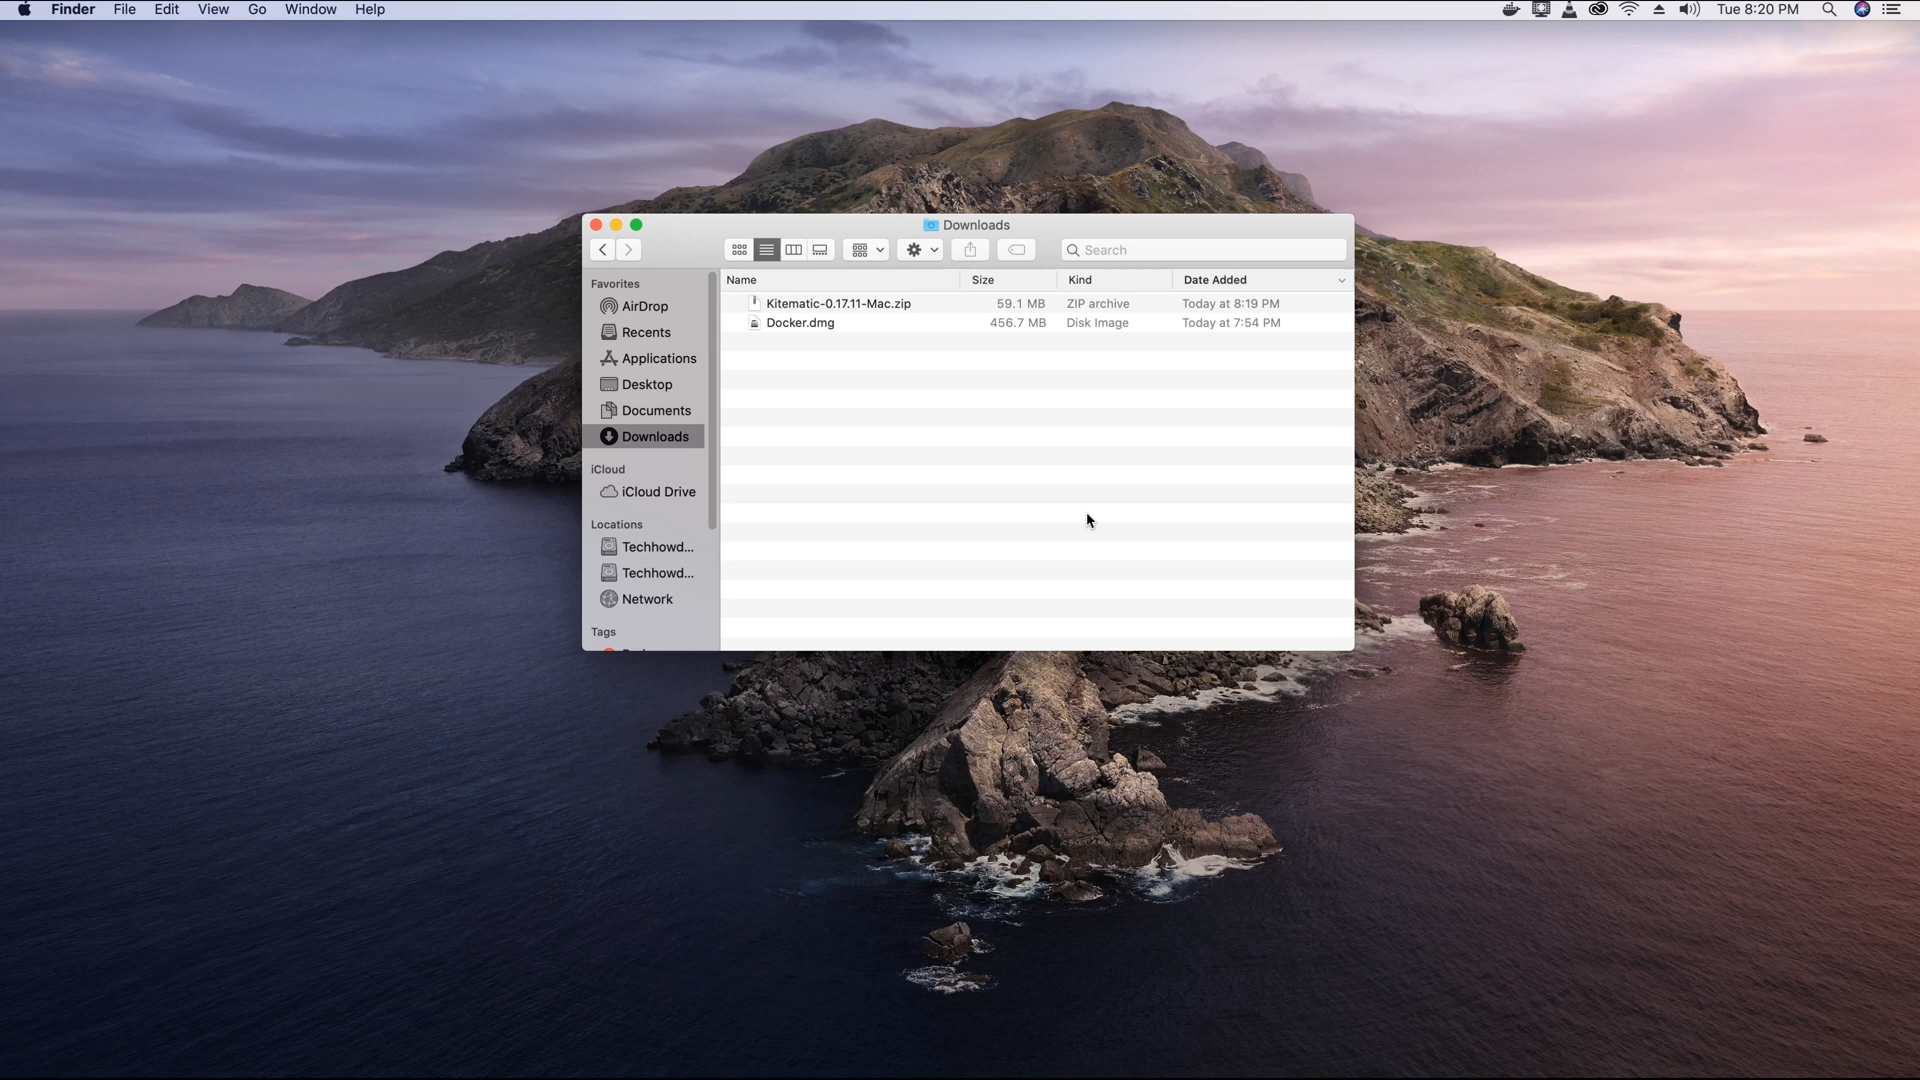 Finder File Edit View Go Window Help Tue 8:20 PM
Downloads
Search
Favorites
AirDrop
Recents
Applications
Desktop
Documents
Downloads
iCloud
iCloud Drive
Locations
Techhowd...
Techhowd...
Network
Tags
Name Size Kind Date Added
Kitematic-0.17.11-Mac.zip 59.1 MB ZIP archive Today at 8:19 PM
Docker.dmg 456.7 MB Disk Image Today at 7:54 PM